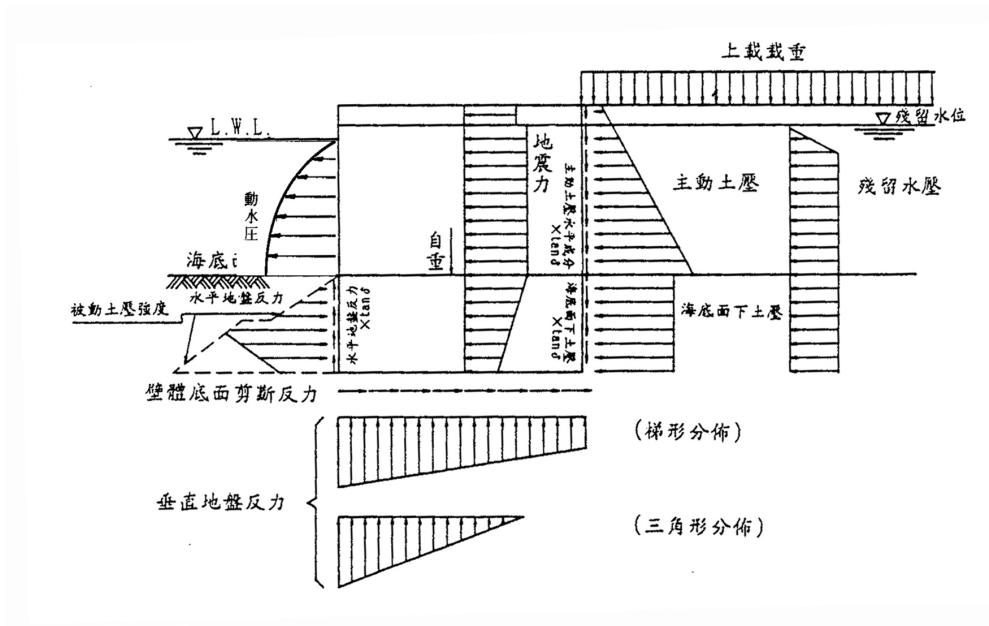 上載載重
殘留水位
L.W.L.
地震力
主動土壓水平成分
×tanδ
主動土壓
殘留水壓
動水圧
自重
海底i
水平地盤反力
被動土壓強度
水平地盤反力
×tanδ
海底面下土壓
×tanδ
海底面下土壓
壁體底面剪斷反力
(梯形分佈)
垂直地盤反力
(三角形分佈)